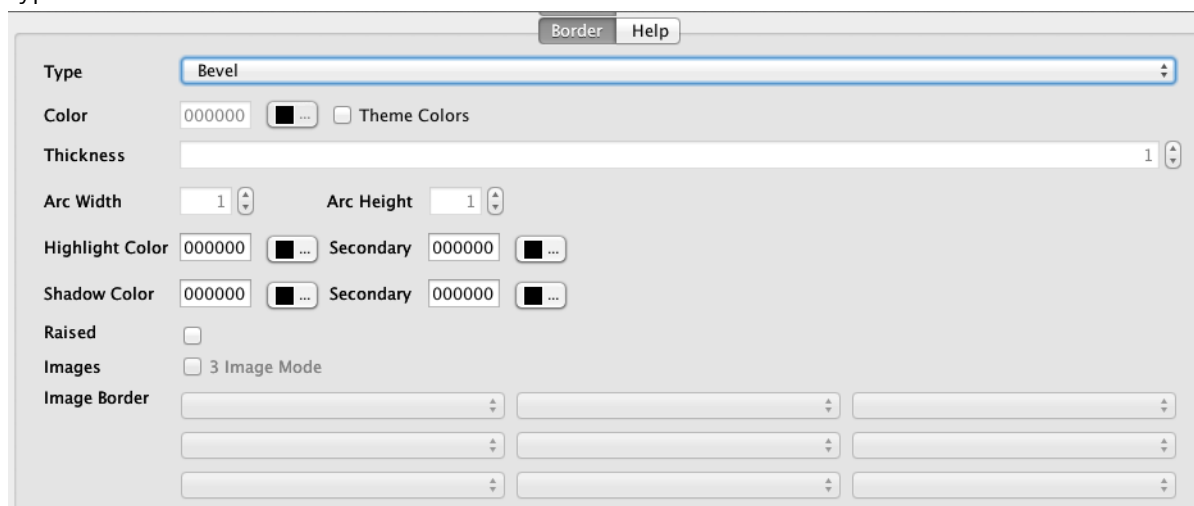 Border Help
Type Bevel
Color 000000 ... Theme Colors
Thickness 1
Arc Width 1 Arc Height 1
Highlight Color 000000 ... Secondary 000000 ...
Shadow Color 000000 ... Secondary 000000 ...
Raised
Images 3 Image Mode
Image Border